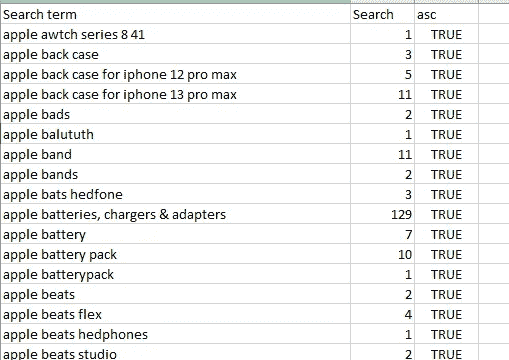 Search term Search asc
apple awtch series 8 41 1 TRUE
apple back case 3 TRUE
apple back case for iphone 12 pro max 5 TRUE
apple back case for iphone 13 pro max 11 TRUE
apple bads 2 TRUE
apple balututh 1 TRUE
apple band 11 TRUE
apple bands 2 TRUE
apple bats hedfone 3 TRUE
apple batteries, chargers & adapters 129 TRUE
apple battery 7 TRUE
apple battery pack 10 TRUE
apple batterypack 1 TRUE
apple beats 2 TRUE
apple beats flex 4 TRUE
apple beats hedphones 1 TRUE
apple beats studio 2 TRUE